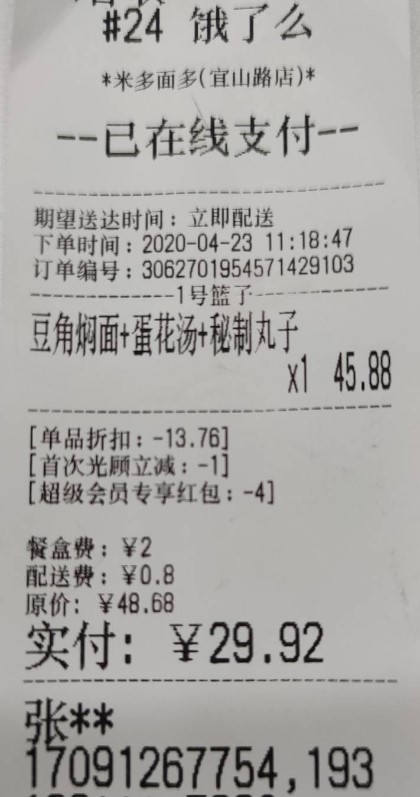 #24 饿了么
*米多面多(宜山路店)*
--已在线支付--
期望送达时间：立即配送
下单时间：2020-04-23 11:18:47
订单编号：3062701954571429103
1号篮子
豆角焖面+蛋花汤+秘制丸子
x1 45.88
[单品折扣：-13.76]
[首次光顾立减：-1]
[超级会员专享红包：-4]
餐盒费：￥2
配送费：￥0.8
原价：￥48.68
实付：￥29.92
张**
17091267754,193